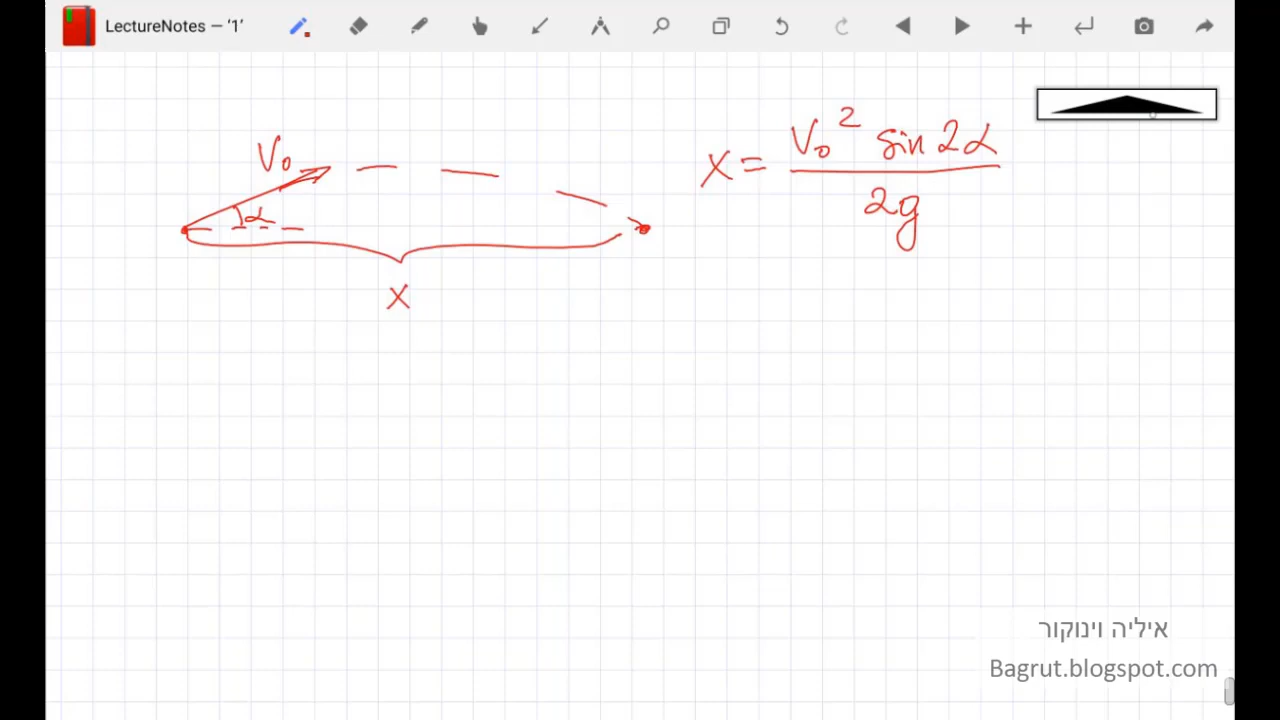 LectureNotes – ‘1’
V₀
α
x
x = V₀² sin 2α / 2g
איליה וינוקור
Bagrut.blogspot.com